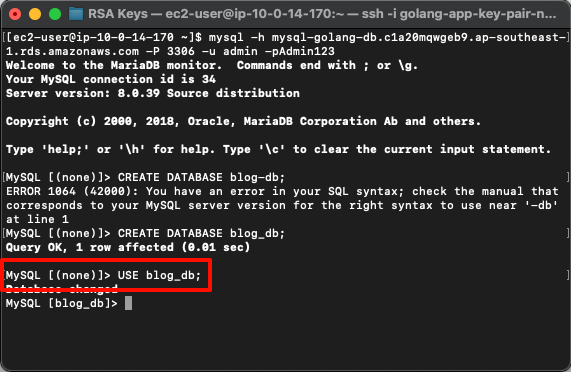 RSA Keys — ec2-user@ip-10-0-14-170:~ — ssh -i golang-app-key-pair-n...
[ec2-user@ip-10-0-14-170 ~]$ mysql -h mysql-golang-db.c1a20mqwgeb9.ap-southeast-
1.rds.amazonaws.com -P 3306 -u admin -pAdmin123
Welcome to the MariaDB monitor.  Commands end with ; or \g.
Your MySQL connection id is 34
Server version: 8.0.39 Source distribution
Copyright (c) 2000, 2018, Oracle, MariaDB Corporation Ab and others.
Type 'help;' or '\h' for help. Type '\c' to clear the current input statement.
MySQL [(none)]> CREATE DATABASE blog-db;
ERROR 1064 (42000): You have an error in your SQL syntax; check the manual that
corresponds to your MySQL server version for the right syntax to use near '-db'
at line 1
MySQL [(none)]> CREATE DATABASE blog_db;
Query OK, 1 row affected (0.01 sec)
MySQL [(none)]> USE blog_db;
Database changed
MySQL [blog_db]>